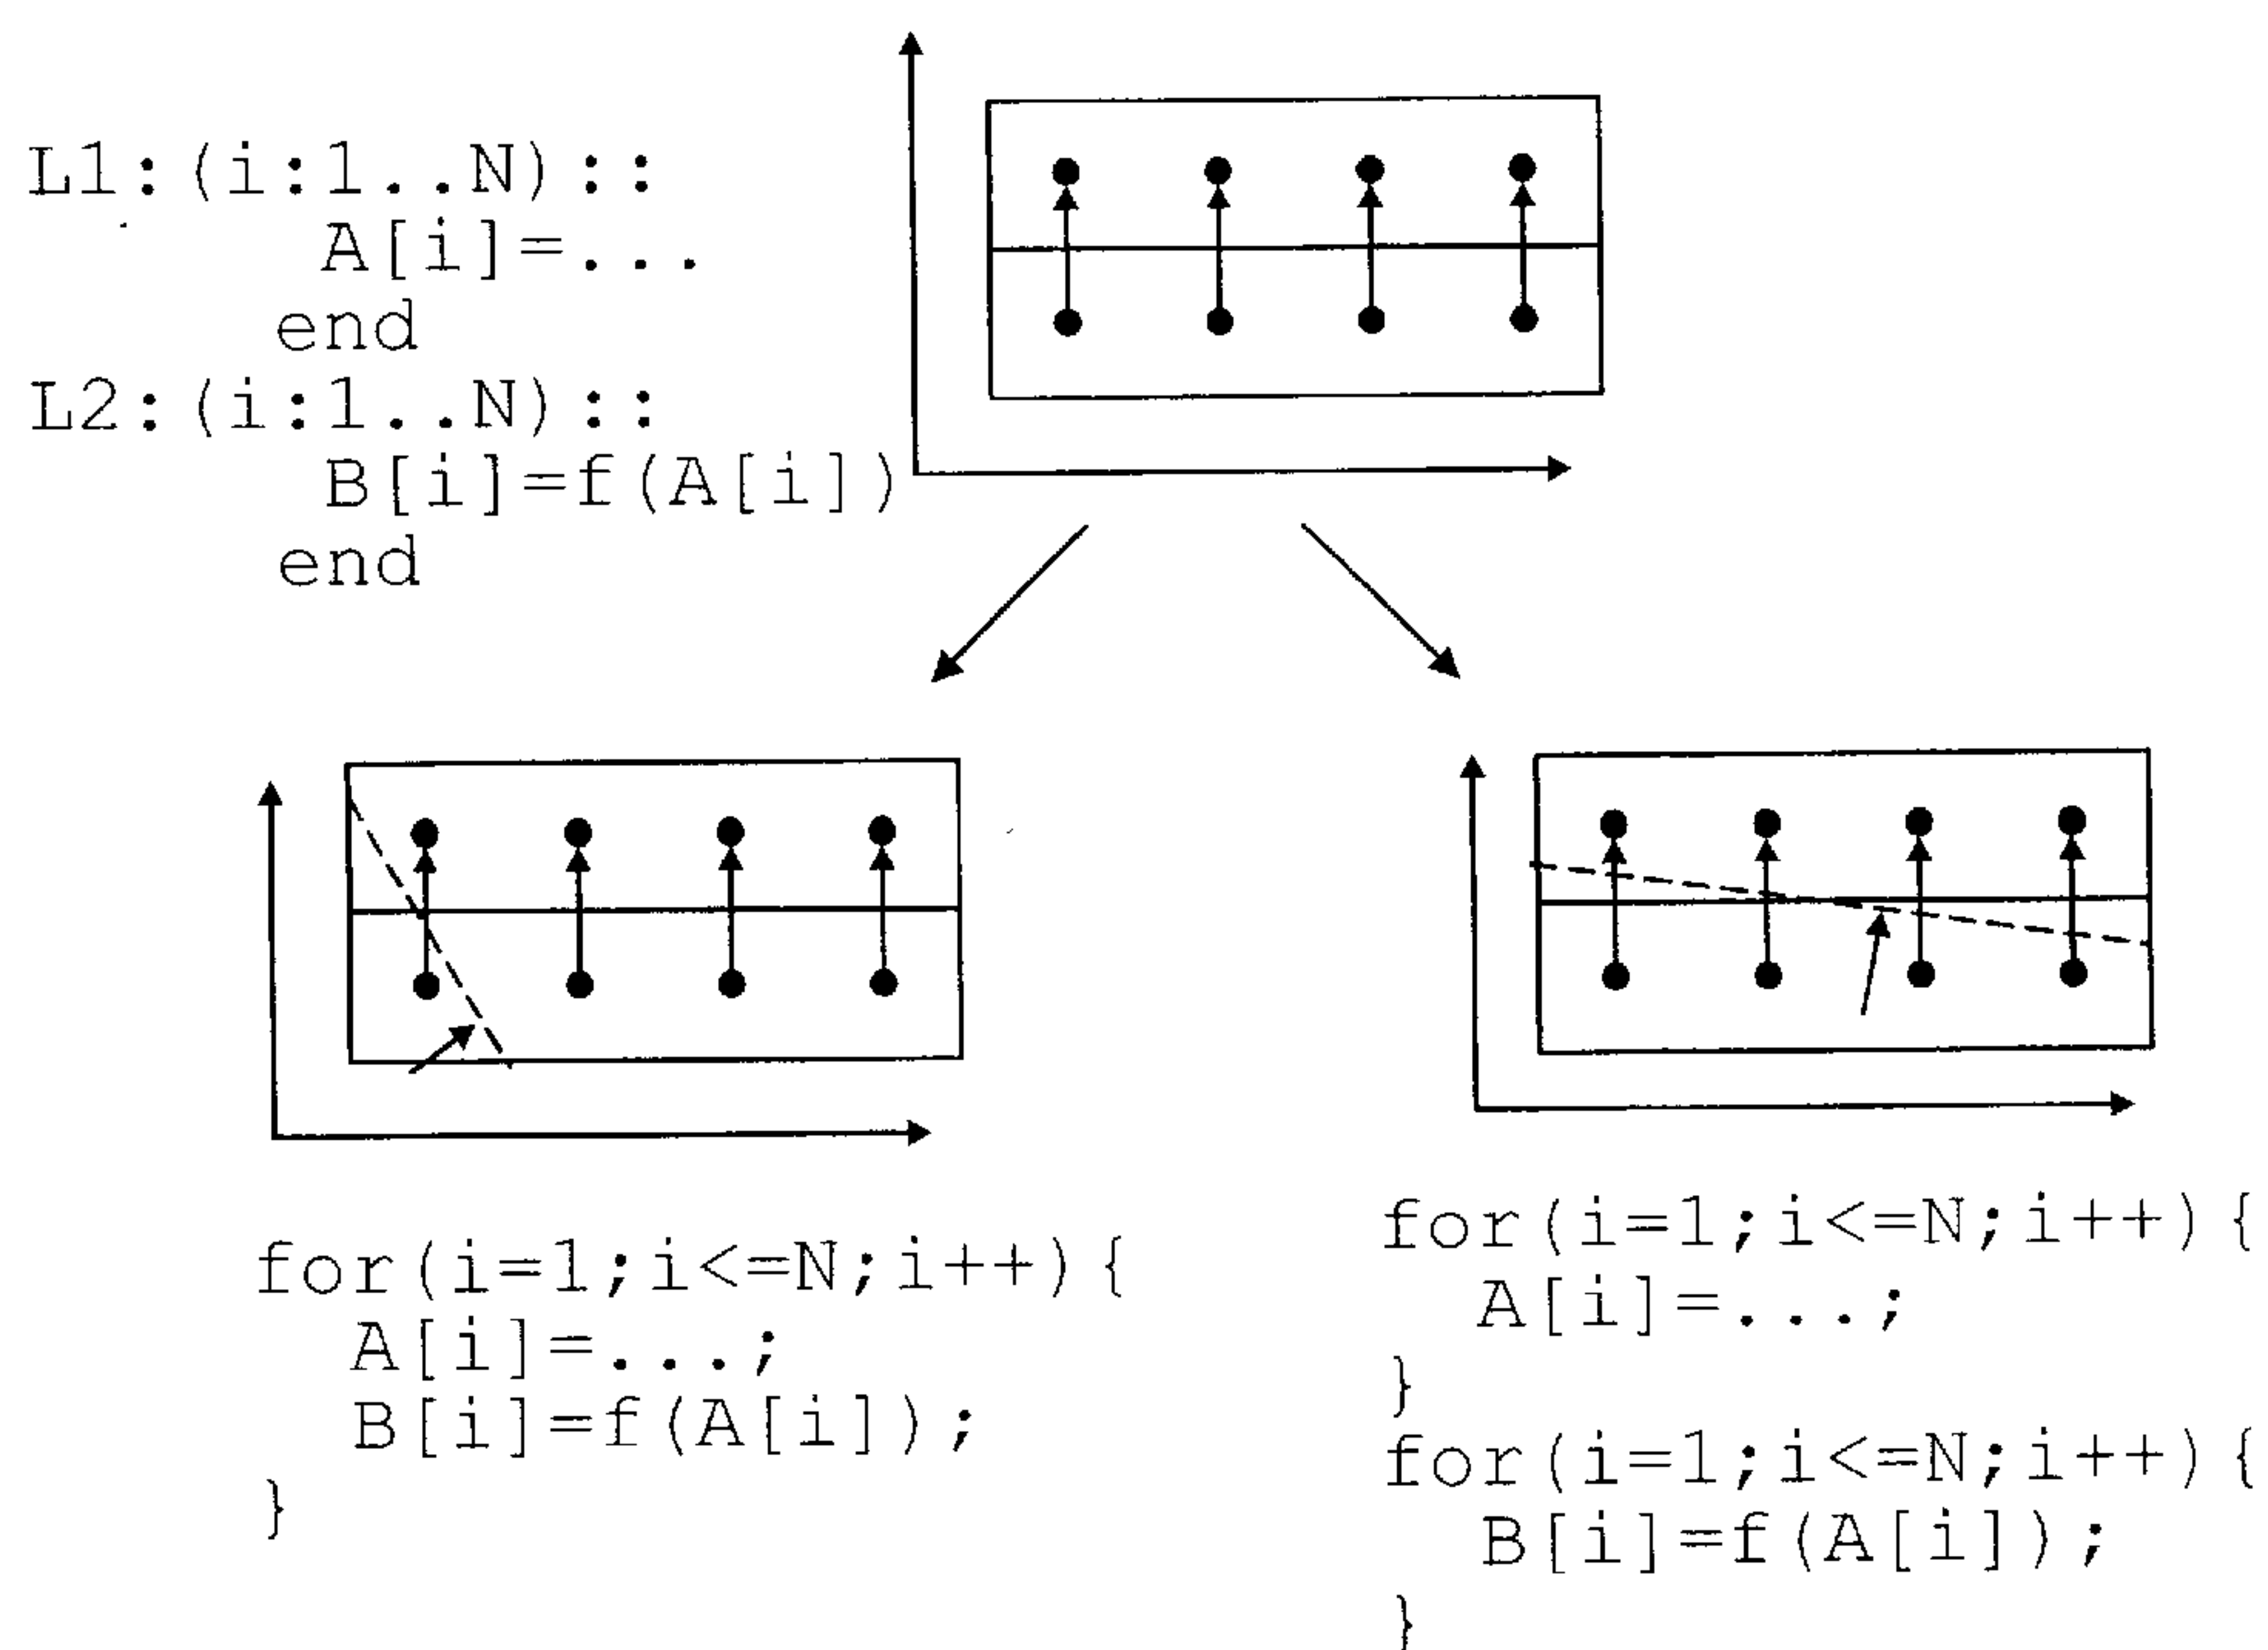 L1:(i:1..N)::
A[i]=...
end
L2:(i:1..N)::
B[i]=f(A[i])
end
for(i=1;i<=N;i++){
A[i]=...;
B[i]=f(A[i]);
}
for(i=1;i<=N;i++){
A[i]=...;
}
for(i=1;i<=N;i++){
B[i]=f(A[i]);
}